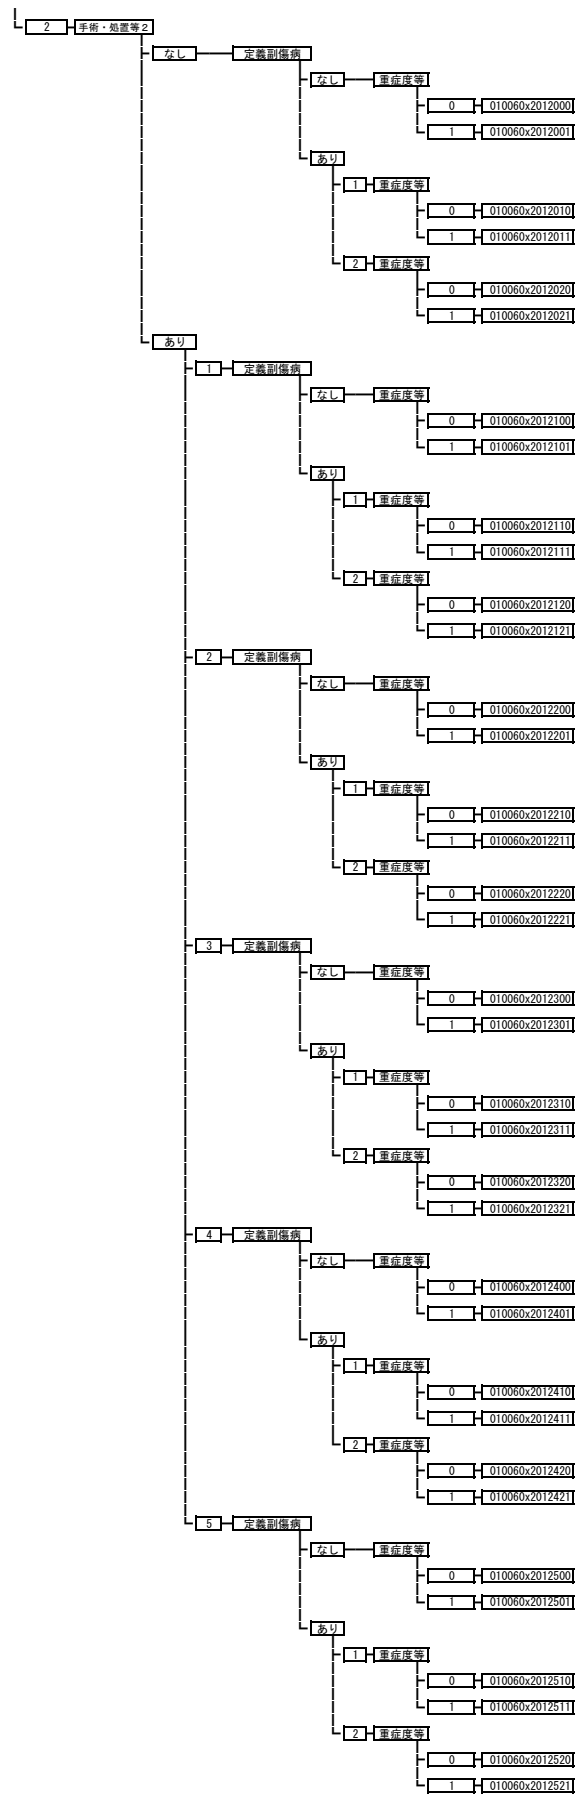 2 手術・処置等２
なし 定義副傷病
なし 重症度等
0 010060x2012000
1 010060x2012001
あり
1 重症度等
0 010060x2012010
1 010060x2012011
2 重症度等
0 010060x2012020
1 010060x2012021
あり
1 定義副傷病
なし 重症度等
0 010060x2012100
1 010060x2012101
あり
1 重症度等
0 010060x2012110
1 010060x2012111
2 重症度等
0 010060x2012120
1 010060x2012121
2 定義副傷病
なし 重症度等
0 010060x2012200
1 010060x2012201
あり
1 重症度等
0 010060x2012210
1 010060x2012211
2 重症度等
0 010060x2012220
1 010060x2012221
3 定義副傷病
なし 重症度等
0 010060x2012300
1 010060x2012301
あり
1 重症度等
0 010060x2012310
1 010060x2012311
2 重症度等
0 010060x2012320
1 010060x2012321
4 定義副傷病
なし 重症度等
0 010060x2012400
1 010060x2012401
あり
1 重症度等
0 010060x2012410
1 010060x2012411
2 重症度等
0 010060x2012420
1 010060x2012421
5 定義副傷病
なし 重症度等
0 010060x2012500
1 010060x2012501
あり
1 重症度等
0 010060x2012510
1 010060x2012511
2 重症度等
0 010060x2012520
1 010060x2012521